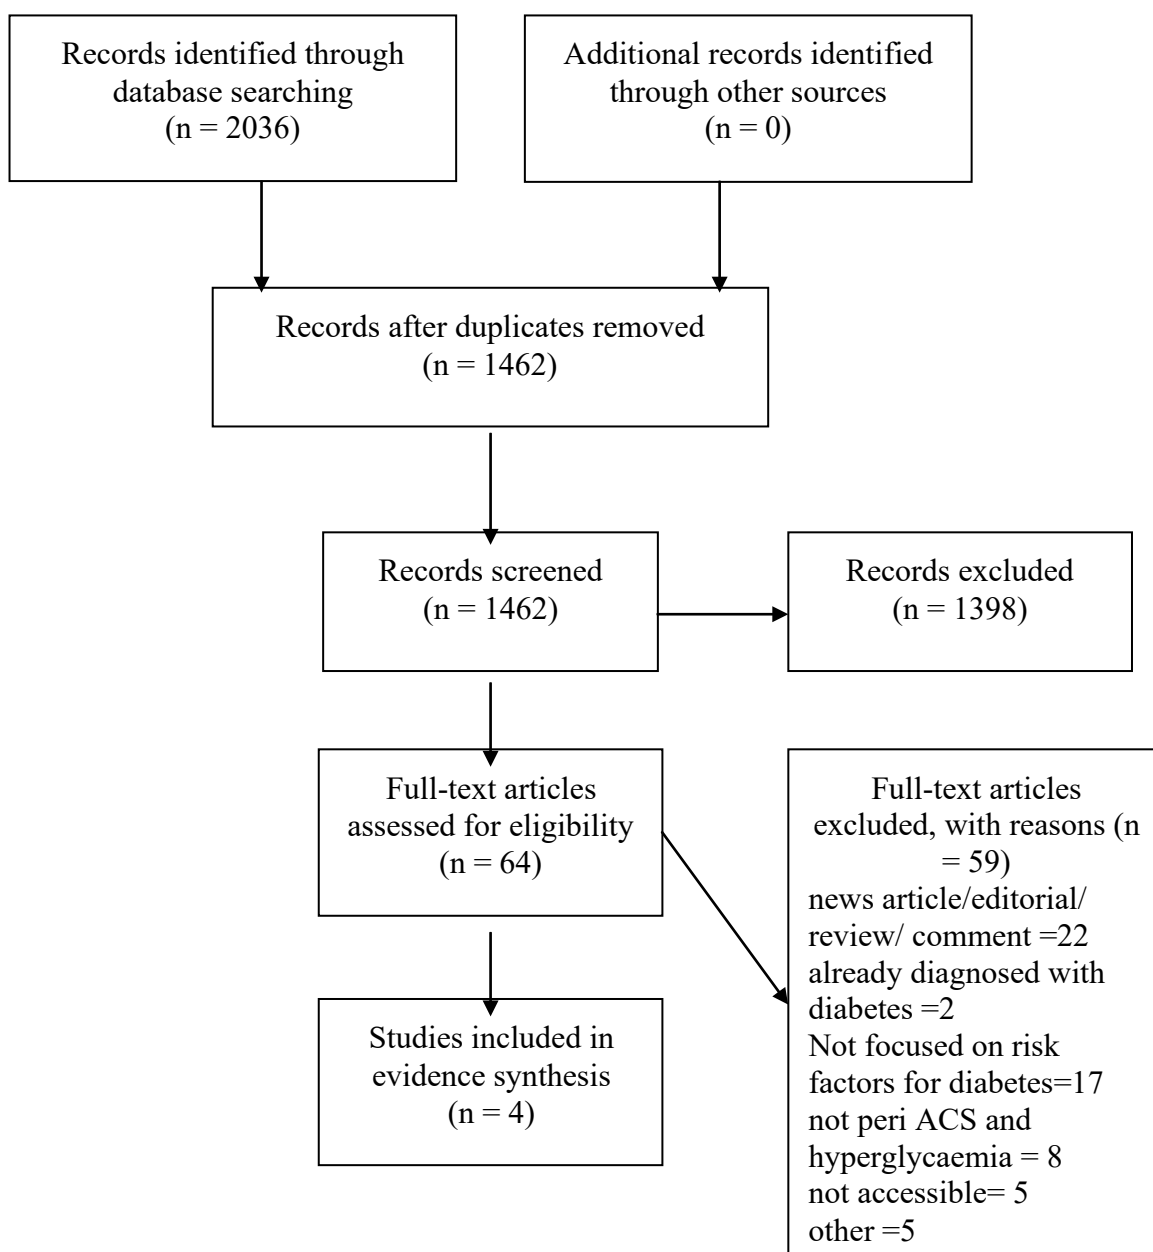 Records identified through
database searching
(n = 2036)
Additional records identified
through other sources
(n = 0)
Records after duplicates removed
(n = 1462)
Records screened
(n = 1462)
Records excluded
(n = 1398)
Full-text articles
assessed for eligibility
(n = 64)
Full-text articles
excluded, with reasons (n
= 59)
news article/editorial/
review/ comment =22
already diagnosed with
diabetes =2
Not focused on risk
factors for diabetes=17
not peri ACS and
hyperglycaemia = 8
not accessible= 5
other =5
Studies included in
evidence synthesis
(n = 4)